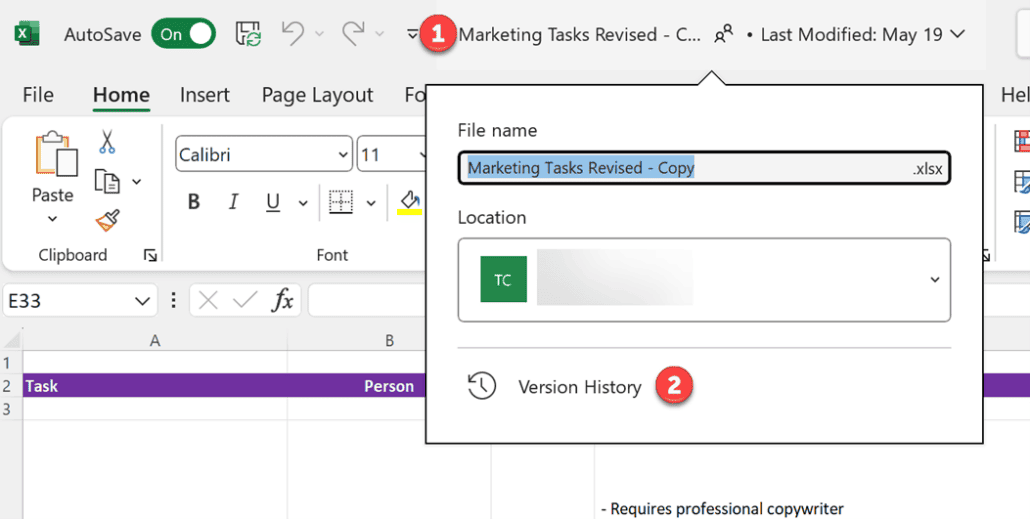 AutoSave On 1 Marketing Tasks Revised - C... • Last Modified: May 19
File Home Insert Page Layout Fo Hel
File name
Marketing Tasks Revised - Copy .xlsx
Calibri 11
Paste
B I U
Location
Clipboard Font
TC
E33 fx
A B
1
Version History 2
2 Task Person
3
- Requires professional copywriter